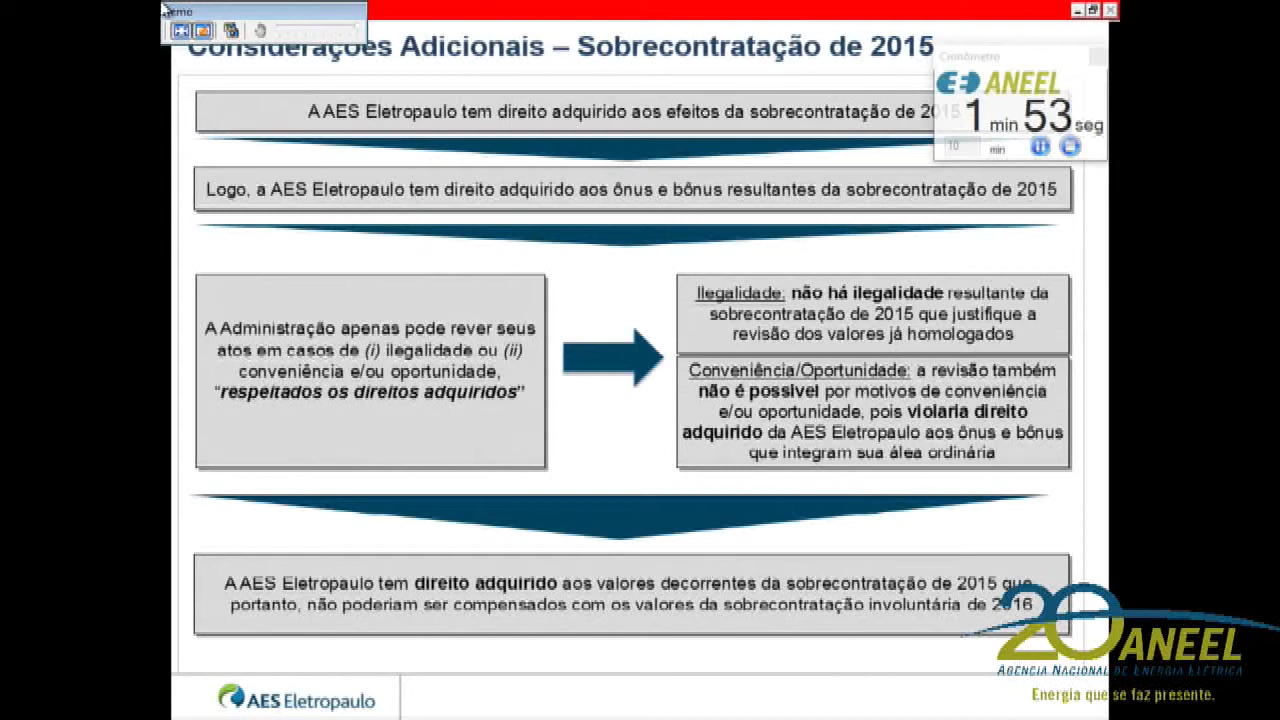 emo
Considerações Adicionais – Sobrecontratação de 2015
Cronômetro
ANEEL
1 min 53 seg
10 min
A AES Eletropaulo tem direito adquirido aos efeitos da sobrecontratação de 2015
Logo, a AES Eletropaulo tem direito adquirido aos ônus e bônus resultantes da sobrecontratação de 2015
A Administração apenas pode rever seus
atos em casos de (i) ilegalidade ou (ii)
conveniência e/ou oportunidade,
“respeitados os direitos adquiridos”
Ilegalidade: não há ilegalidade resultante da
sobrecontratação de 2015 que justifique a
revisão dos valores já homologados
Conveniência/Oportunidade: a revisão também
não é possível por motivos de conveniência
e/ou oportunidade, pois violaria direito
adquirido da AES Eletropaulo aos ônus e bônus
que integram sua álea ordinária
A AES Eletropaulo tem direito adquirido aos valores decorrentes da sobrecontratação de 2015 que
portanto, não poderiam ser compensados com os valores da sobrecontratação involuntária de 2016
AES Eletropaulo
20 ANEEL
AGÊNCIA NACIONAL DE ENERGIA ELÉTRICA
Energia que se faz presente.